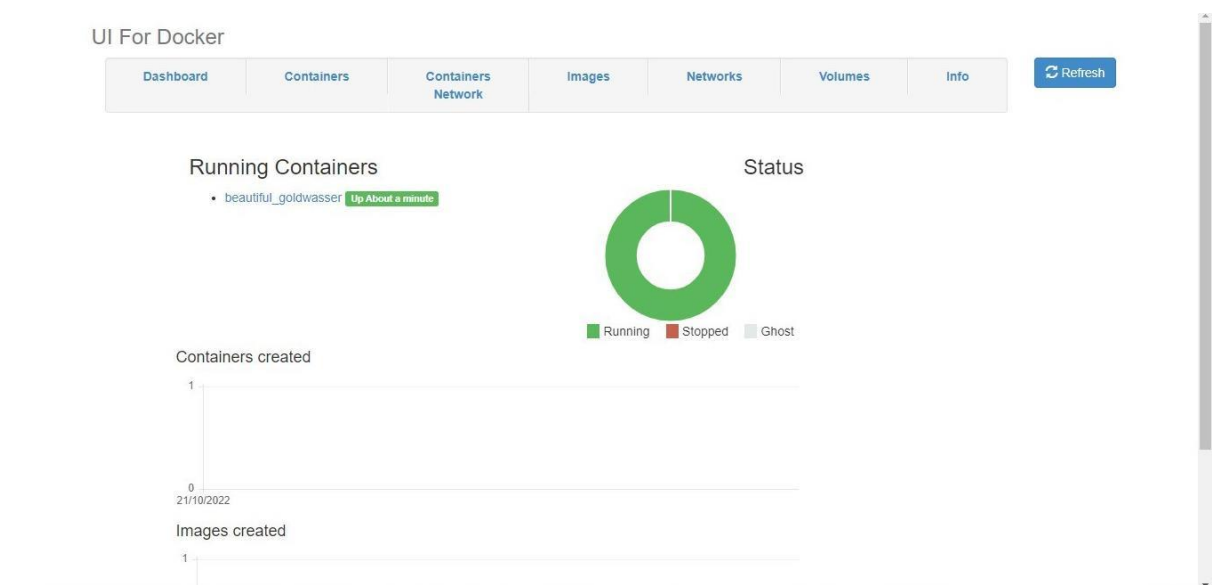 UI For Docker
Dashboard
Containers
Containers
Network
Images
Networks
Volumes
Info
Refresh
Running Containers
beautiful_goldwasser Up About a minute
Status
Running
Stopped
Ghost
Containers created
1
0
21/10/2022
Images created
1